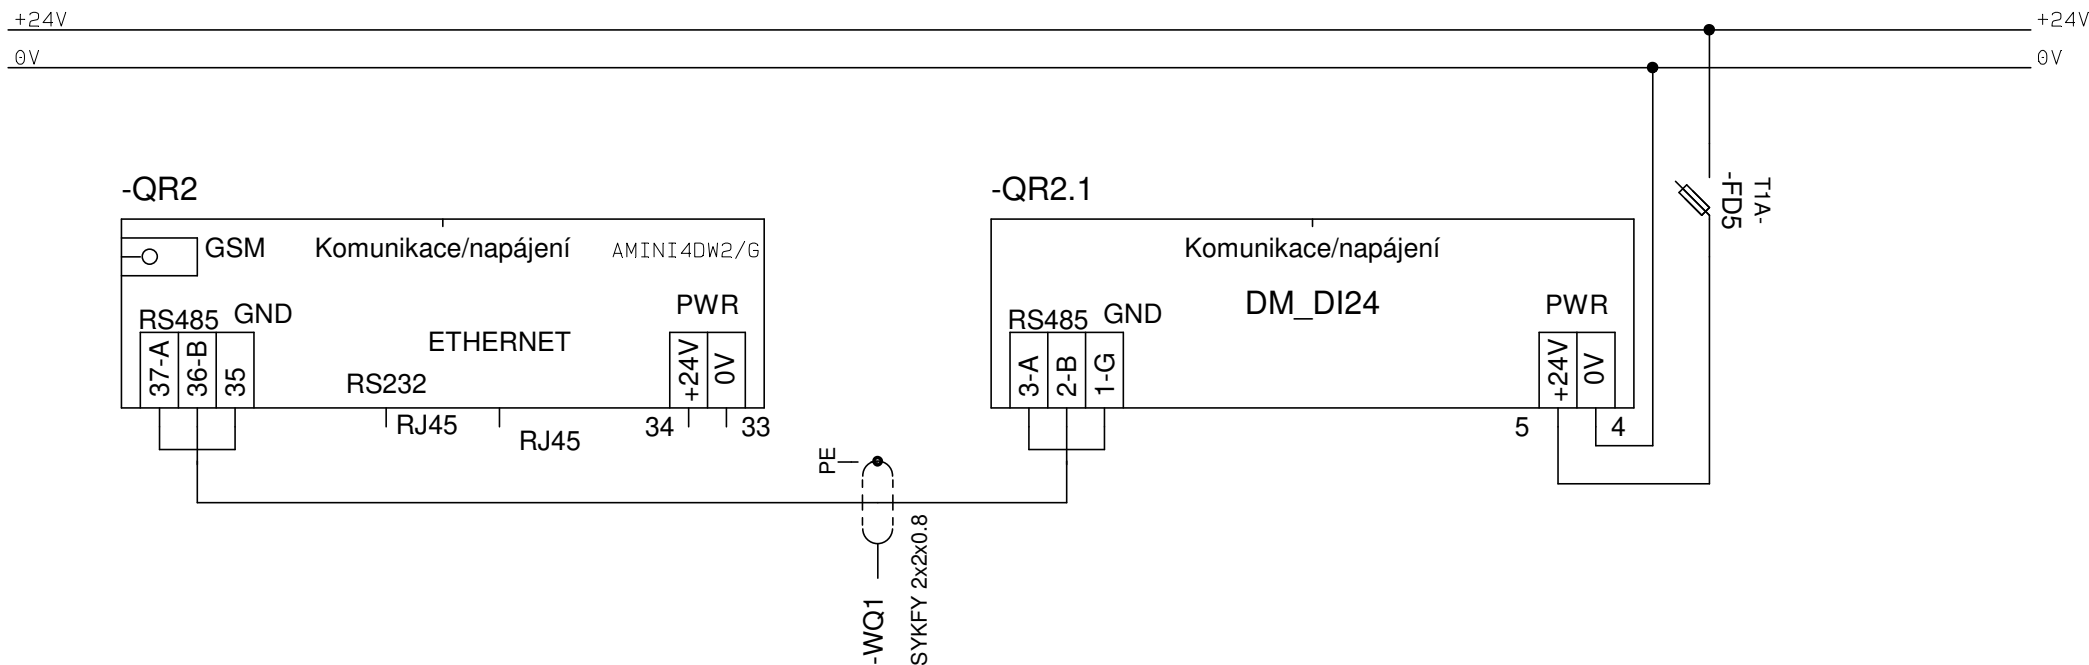 +24V
+24V
0V
0V
-QR2
-QR2.1
T1A-
-FD5
GSM
Komunikace/napájení
AMINI4DW2/G
Komunikace/napájení
DM_DI24
RS485
GND
PWR
RS485
GND
PWR
ETHERNET
37-A
36-B
35
RS232
+24V
0V
3-A
2-B
1-G
+24V
0V
RJ45
RJ45
34
33
5
4
PE
-WQ1
SYKFY 2x2x0.8